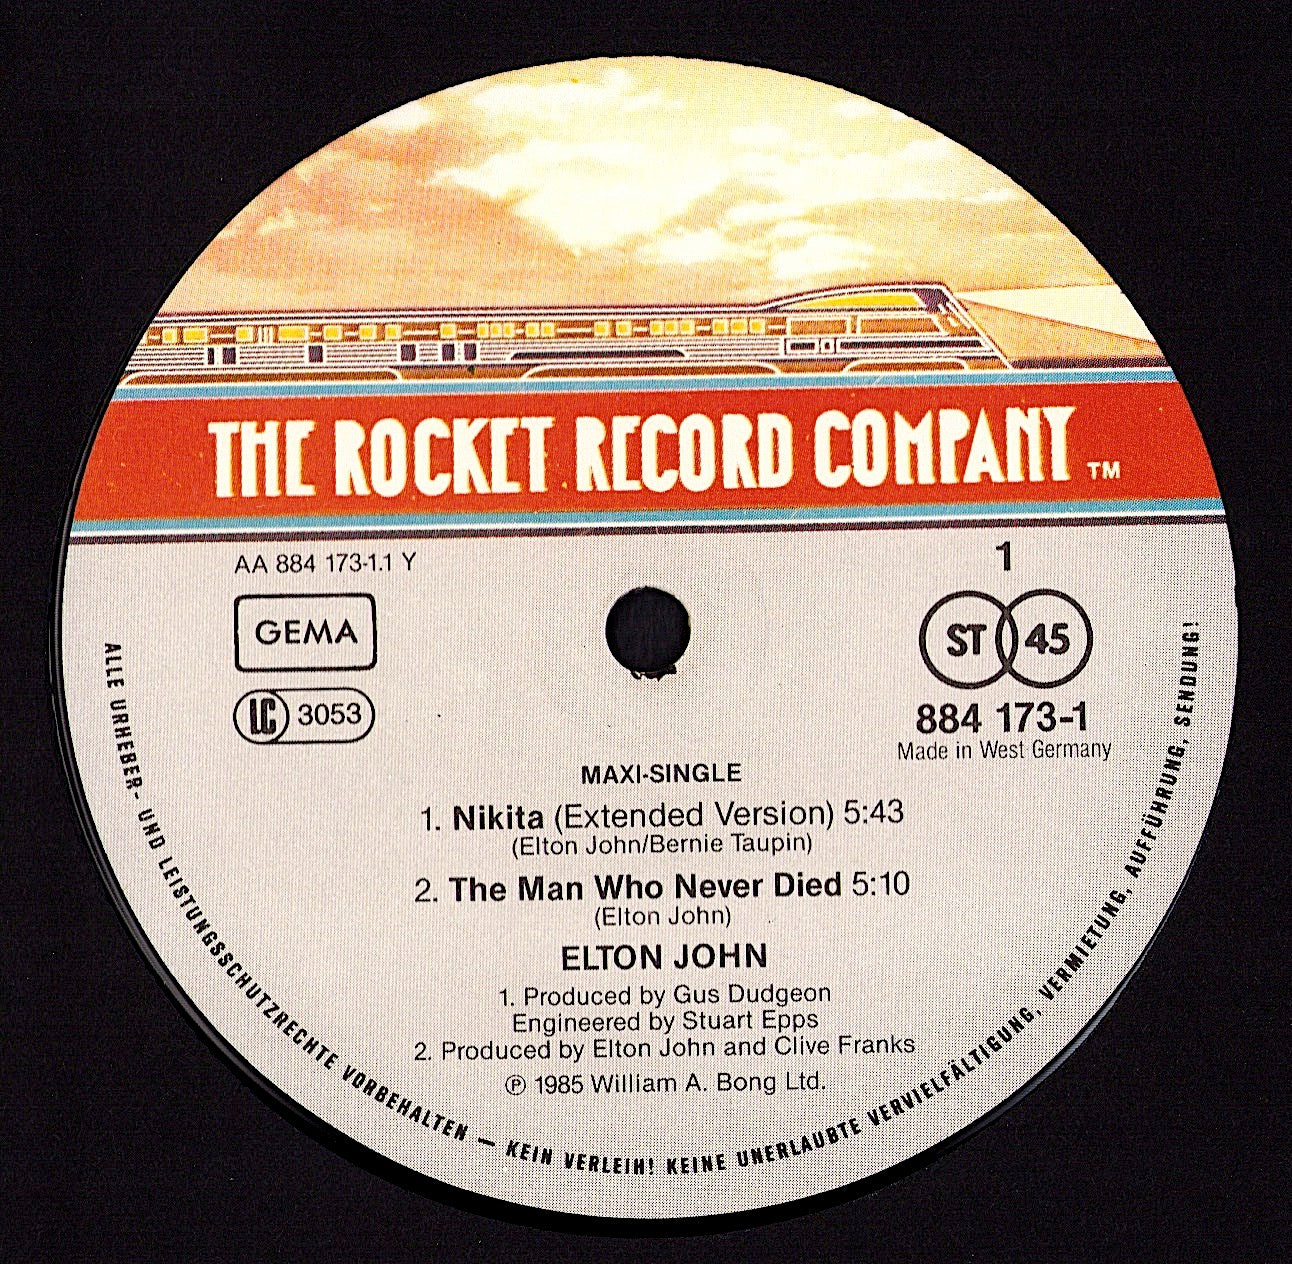 THE ROCKET RECORD COMPANY TM
AA 884 173-1.1 Y
GEMA
LC 3053
1
ST 45
884 173-1
Made in West Germany
MAXI-SINGLE
1. Nikita (Extended Version) 5:43
(Elton John/Bernie Taupin)
2. The Man Who Never Died 5:10
(Elton John)
ELTON JOHN
1. Produced by Gus Dudgeon
Engineered by Stuart Epps
2. Produced by Elton John and Clive Franks
℗ 1985 William A. Bong Ltd.
ALLE URHEBER- UND LEISTUNGSSCHUTZRECHTE VORBEHALTEN — KEIN VERLEIH! KEINE UNERLAUBTE VERVIELFÄLTIGUNG, VERMIETUNG, AUFFÜHRUNG, SENDUNG!